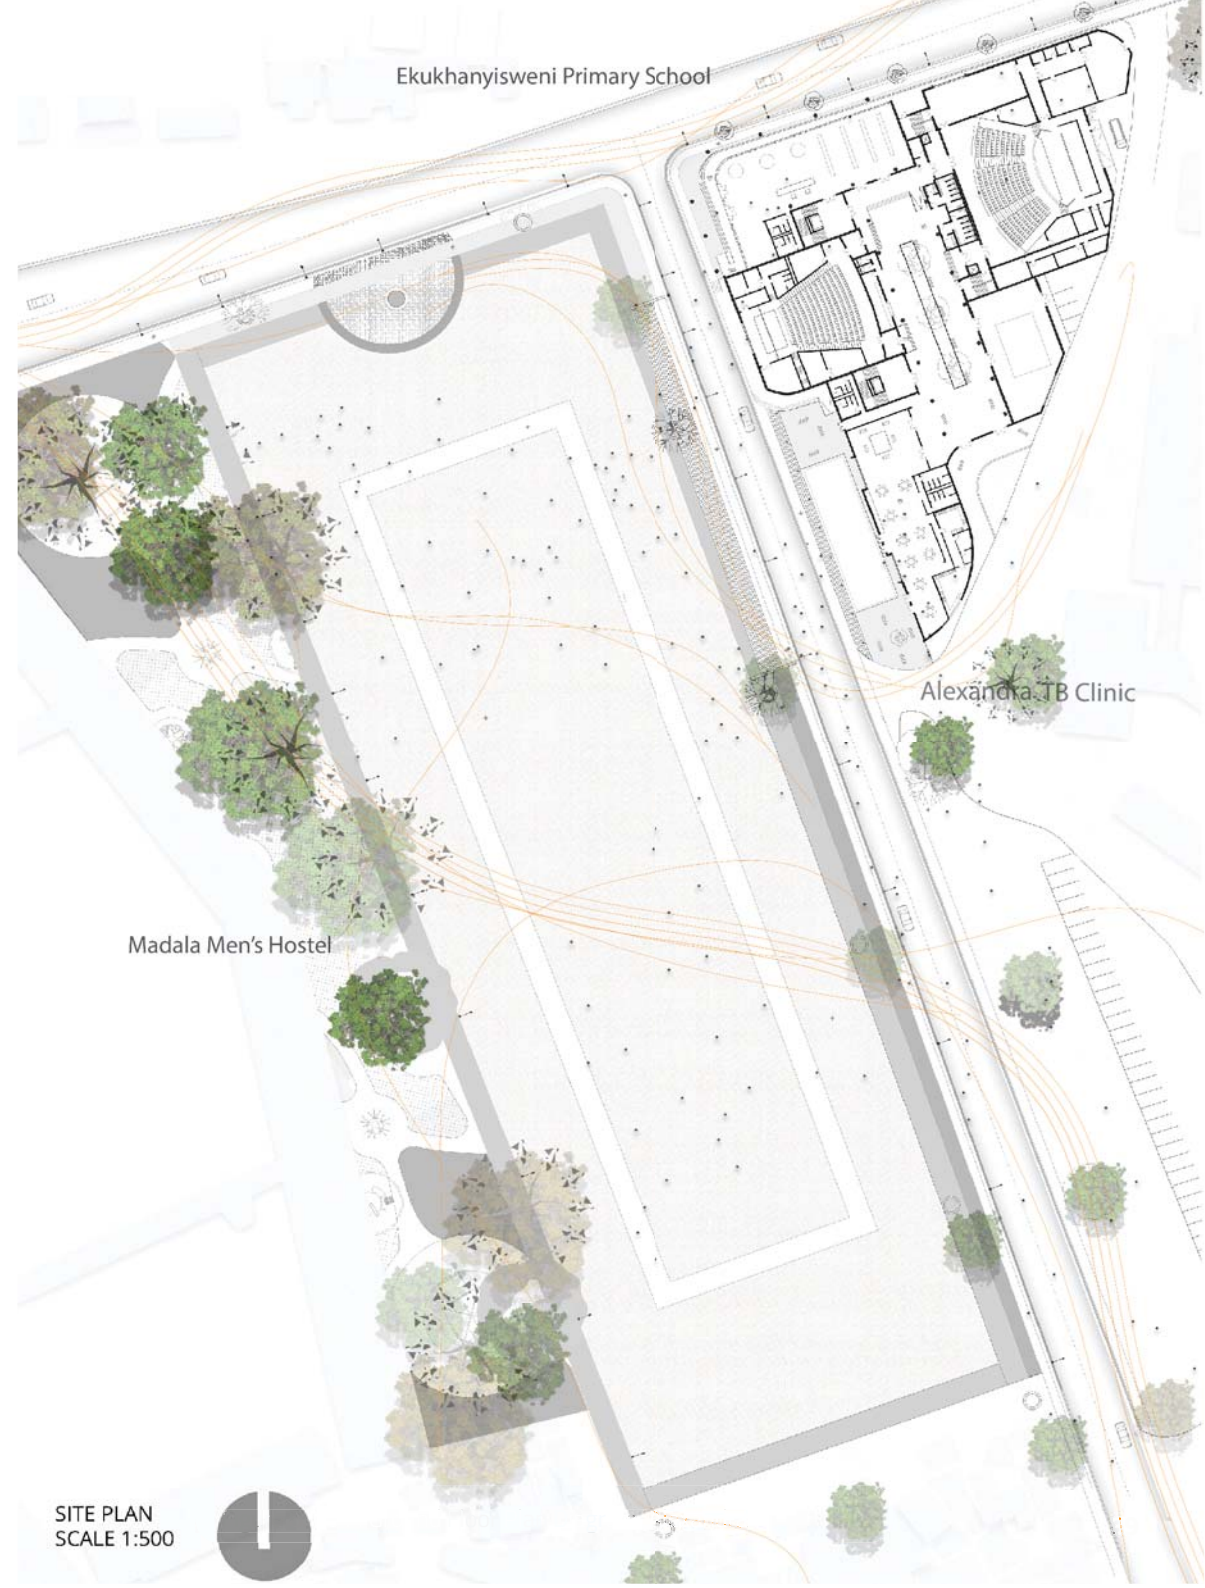 Ekukhanyisweni Primary School
Alexandra TB Clinic
Madala Men's Hostel
SITE PLAN
SCALE 1:500